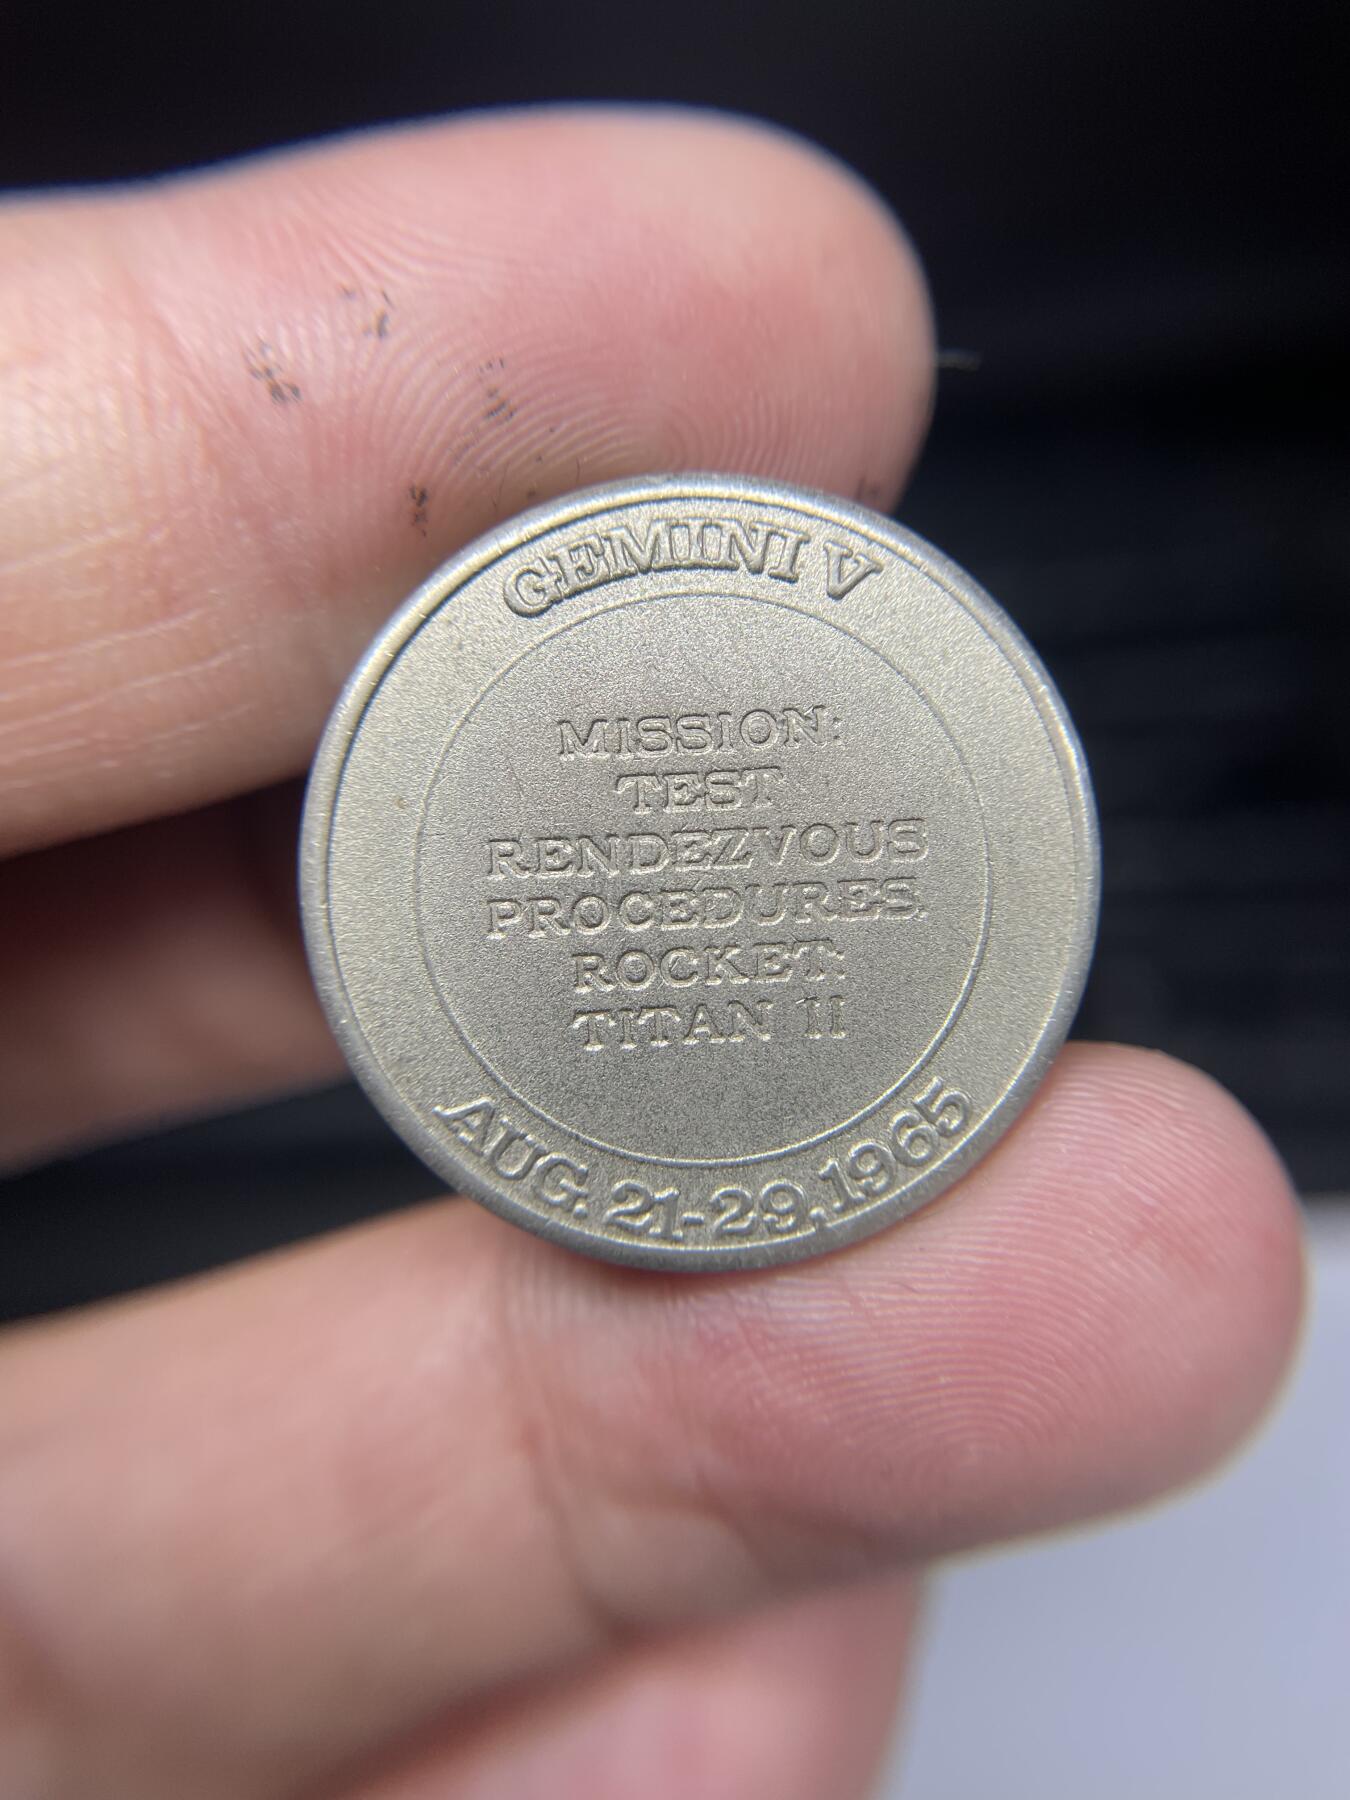 GEMINI V
MISSION:
TEST
RENDEZVOUS
PROCEDURES.
ROCKET:
TITAN II
AUG. 21-29, 1965